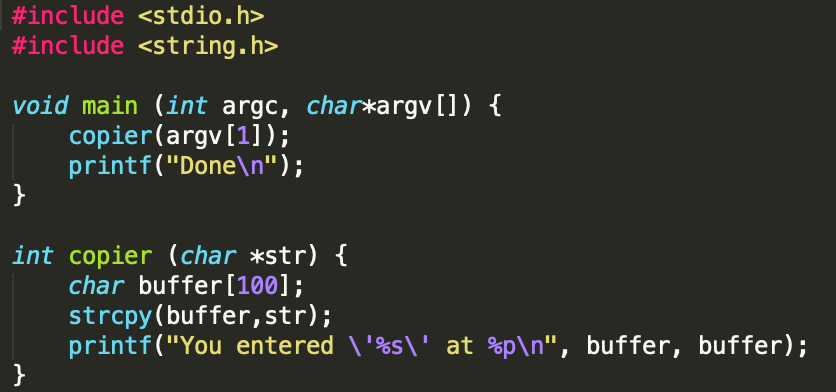 #include <stdio.h>
#include <string.h>

void main (int argc, char*argv[]) {
    copier(argv[1]);
    printf("Done\n");
}

int copier (char *str) {
    char buffer[100];
    strcpy(buffer,str);
    printf("You entered \'%s\' at %p\n", buffer, buffer);
}